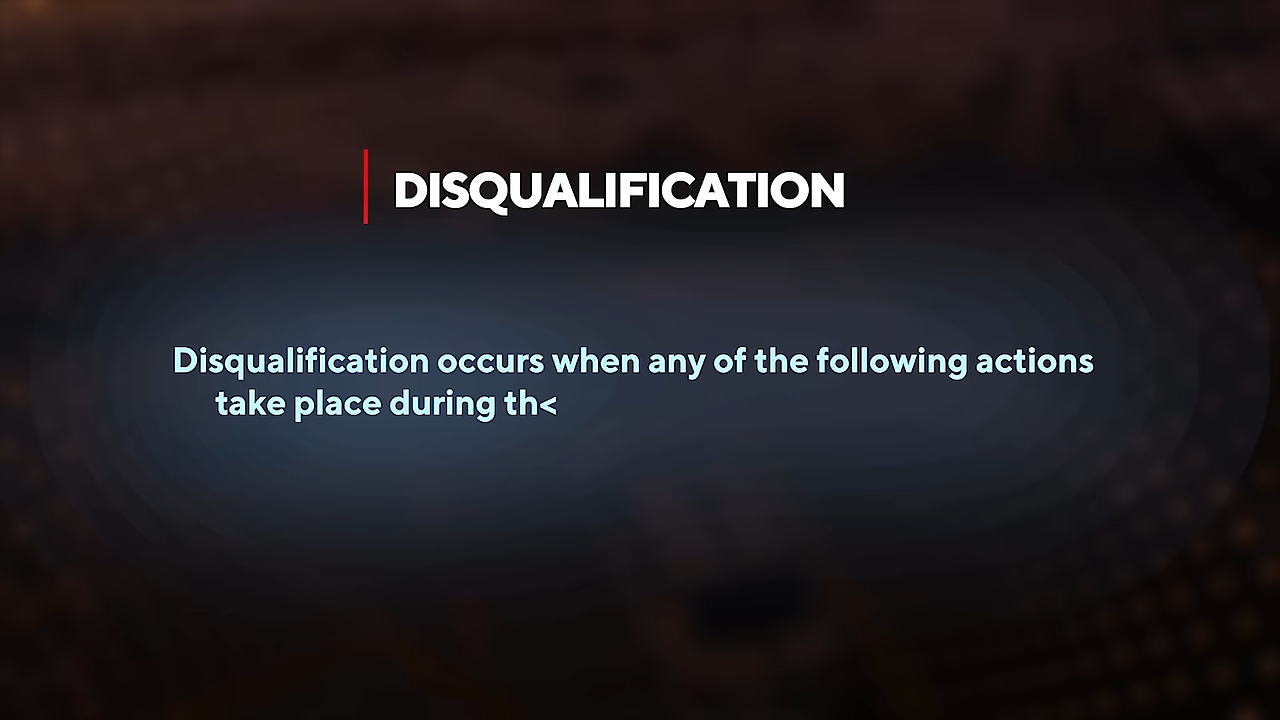 DISQUALIFICATION
Disqualification occurs when any of the following actions
take place during th<